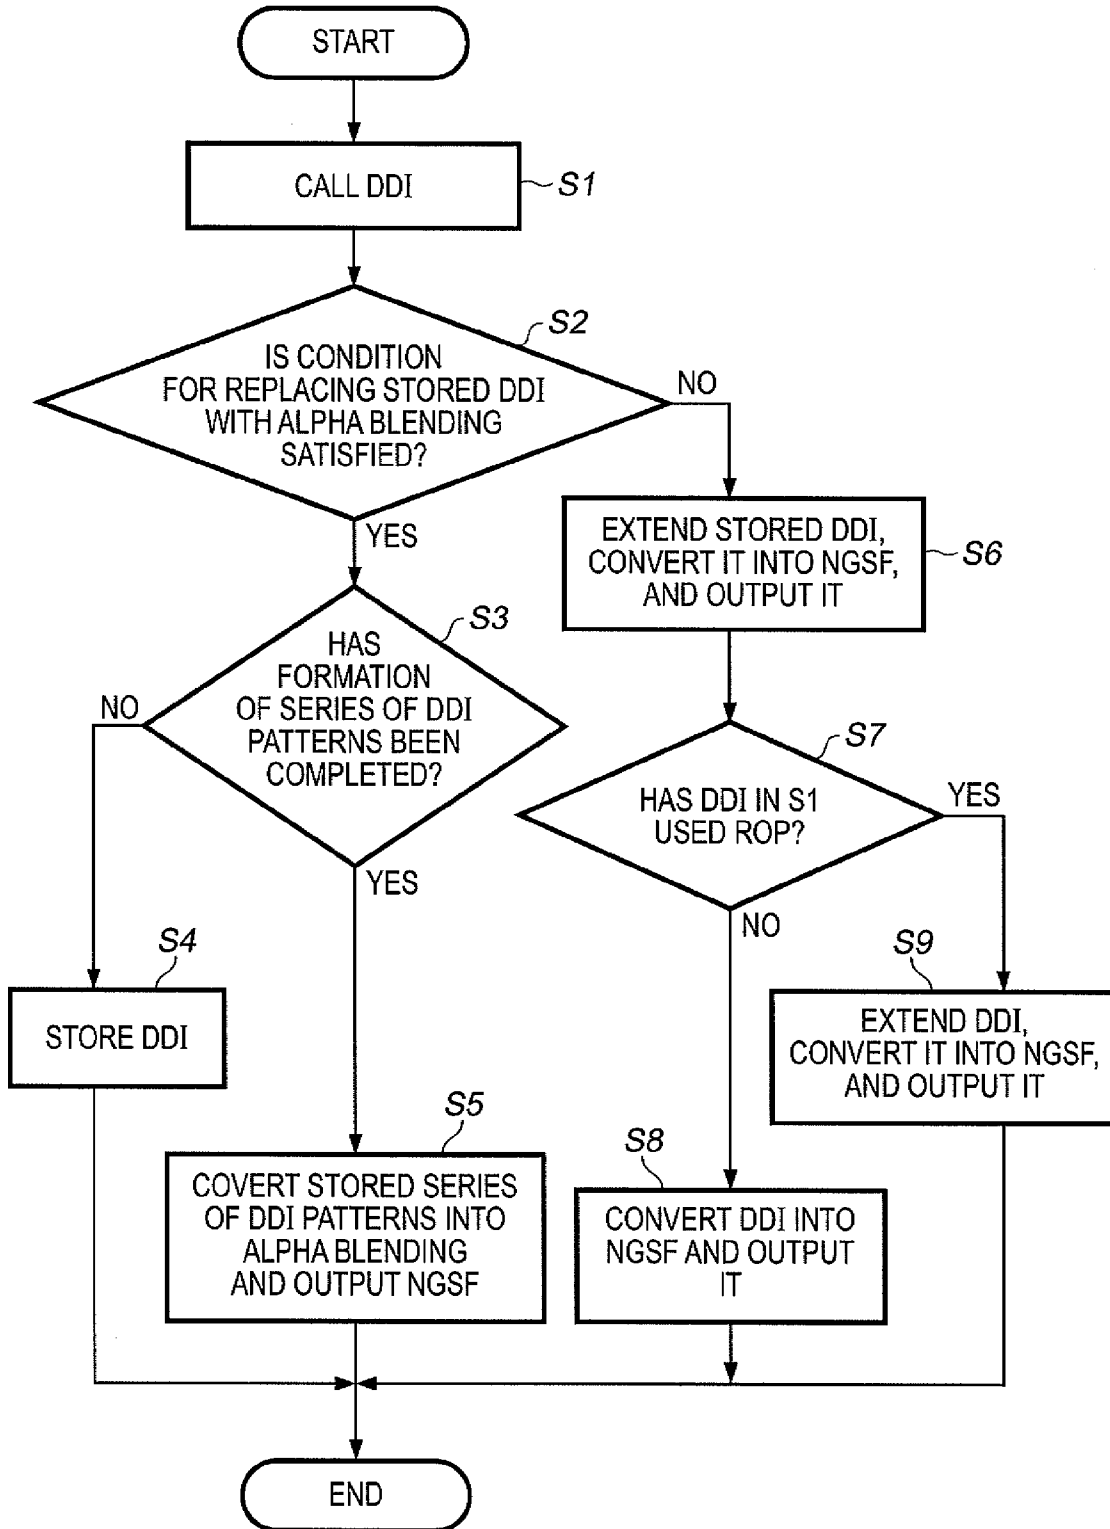 START
CALL DDI
S1
S2
IS CONDITION
FOR REPLACING STORED DDI
WITH ALPHA BLENDING
SATISFIED?
NO
YES
EXTEND STORED DDI,
CONVERT IT INTO NGSF,
AND OUTPUT IT
S6
S3
HAS
FORMATION
OF SERIES OF DDI
PATTERNS BEEN
COMPLETED?
NO
YES
S7
HAS DDI IN S1
USED ROP?
YES
NO
S4
STORE DDI
S9
EXTEND DDI,
CONVERT IT INTO NGSF,
AND OUTPUT IT
S5
COVERT STORED SERIES
OF DDI PATTERNS INTO
ALPHA BLENDING
AND OUTPUT NGSF
S8
CONVERT DDI INTO
NGSF AND OUTPUT
IT
END